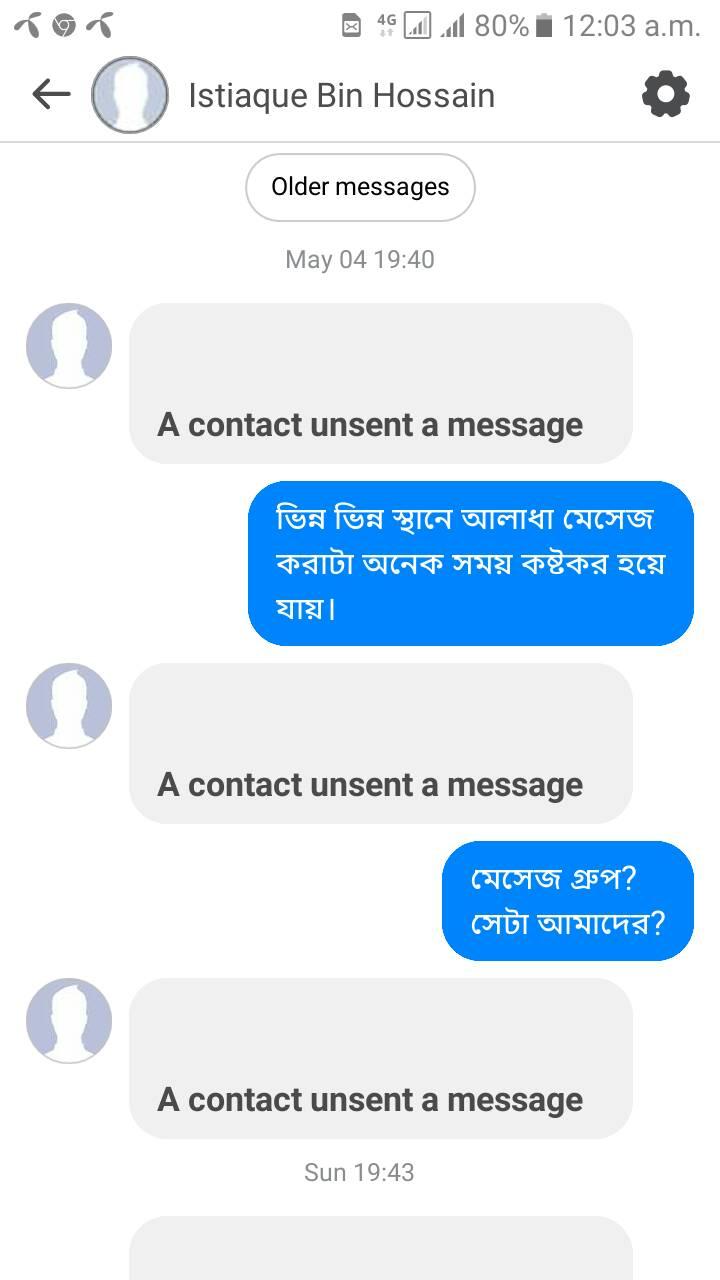 4G 80% 12:03 a.m.
Istiaque Bin Hossain
Older messages
May 04 19:40
A contact unsent a message
ভিন্ন ভিন্ন স্থানে আলাধা মেসেজ
করাটা অনেক সময় কষ্টকর হয়ে
যায়।
A contact unsent a message
মেসেজ গ্রুপ?
সেটা আমাদের?
A contact unsent a message
Sun 19:43